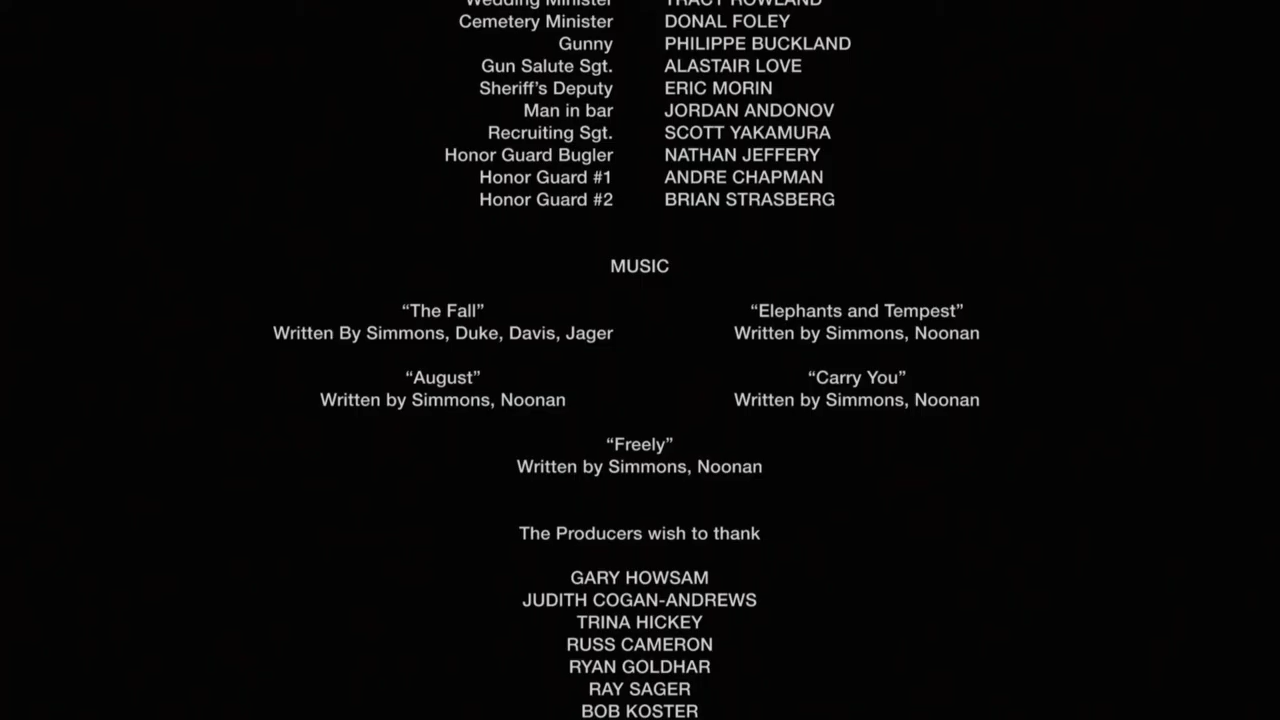 Wedding Minister TRACY ROWLAND
Cemetery Minister DONAL FOLEY
Gunny PHILIPPE BUCKLAND
Gun Salute Sgt. ALASTAIR LOVE
Sheriff’s Deputy ERIC MORIN
Man in bar JORDAN ANDONOV
Recruiting Sgt. SCOTT YAKAMURA
Honor Guard Bugler NATHAN JEFFERY
Honor Guard #1 ANDRE CHAPMAN
Honor Guard #2 BRIAN STRASBERG
MUSIC
“The Fall” “Elephants and Tempest”
Written By Simmons, Duke, Davis, Jager Written by Simmons, Noonan
“August” “Carry You”
Written by Simmons, Noonan Written by Simmons, Noonan
“Freely”
Written by Simmons, Noonan
The Producers wish to thank
GARY HOWSAM
JUDITH COGAN-ANDREWS
TRINA HICKEY
RUSS CAMERON
RYAN GOLDHAR
RAY SAGER
BOB KOSTER